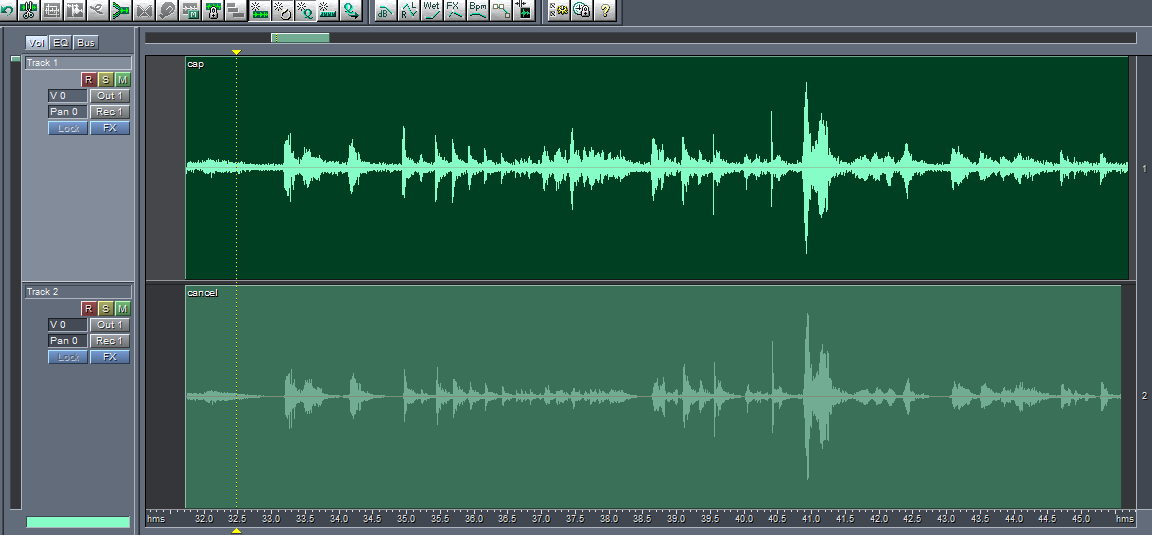 dB R L Wet FX Bpm ?
Vol EQ Bus
Track 1
R S M
V 0 Out 1
Pan 0 Rec 1
Lock FX
cap
1
Track 2
R S M
V 0 Out 1
Pan 0 Rec 1
Lock FX
cancel
2
hms 32.0 32.5 33.0 33.5 34.0 34.5 35.0 35.5 36.0 36.5 37.0 37.5 38.0 38.5 39.0 39.5 40.0 40.5 41.0 41.5 42.0 42.5 43.0 43.5 44.0 44.5 45.0 hms